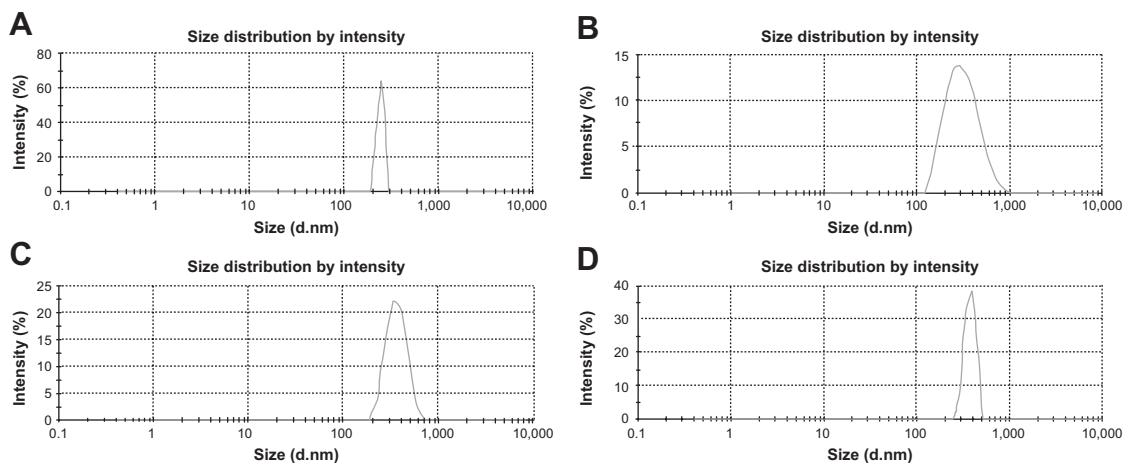 A
Size distribution by intensity
Intensity (%)
80
60
40
20
0
0.1 1 10 100 1,000 10,000
Size (d.nm)
B
Size distribution by intensity
Intensity (%)
15
10
5
0
0.1 1 10 100 1,000 10,000
Size (d.nm)
C
Size distribution by intensity
Intensity (%)
25
20
15
10
5
0
0.1 1 10 100 1,000 10,000
Size (d.nm)
D
Size distribution by intensity
Intensity (%)
40
30
20
10
0
0.1 1 10 100 1,000 10,000
Size (d.nm)